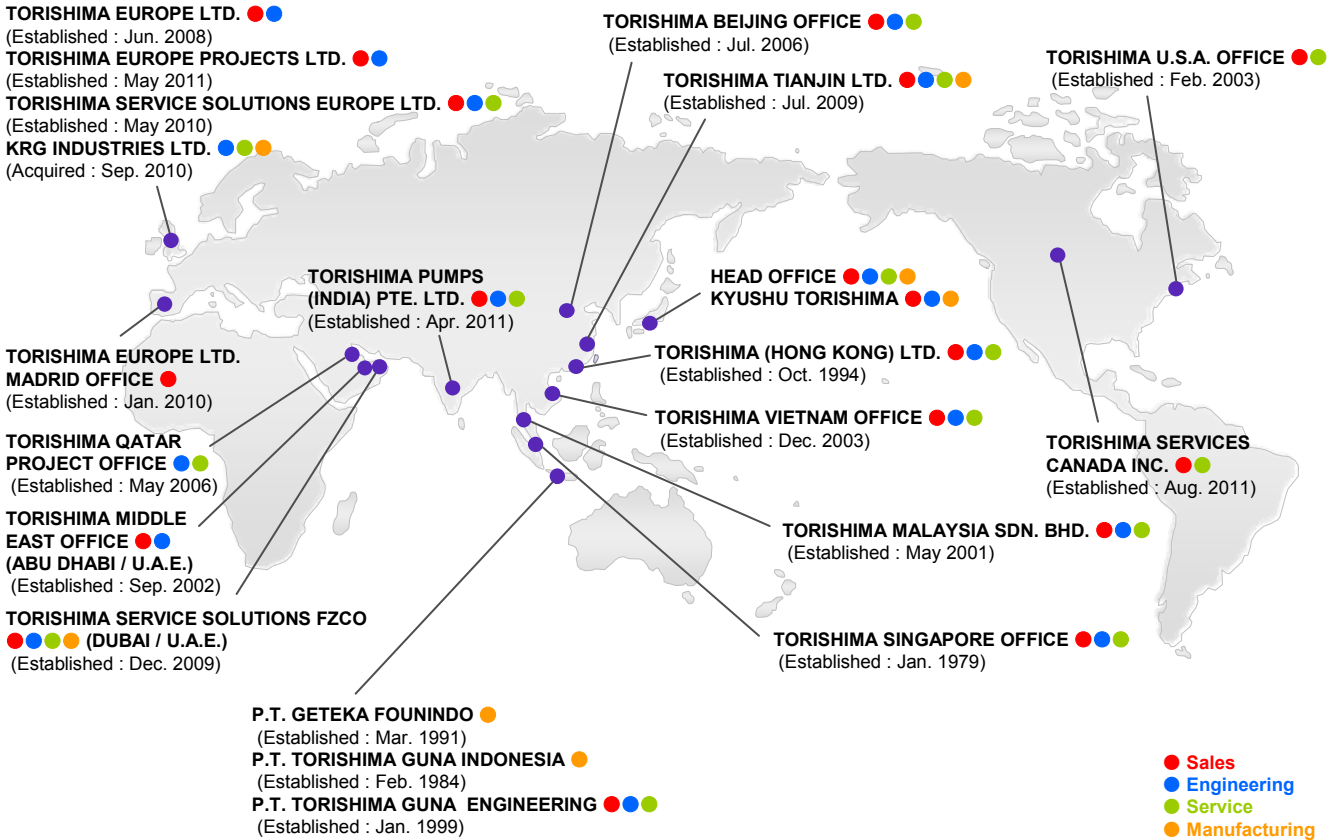 TORISHIMA EUROPE LTD.
(Established : Jun. 2008)
TORISHIMA EUROPE PROJECTS LTD.
(Established : May 2011)
TORISHIMA SERVICE SOLUTIONS EUROPE LTD.
(Established : May 2010)
KRG INDUSTRIES LTD.
(Acquired : Sep. 2010)
TORISHIMA BEIJING OFFICE
(Established : Jul. 2006)
TORISHIMA TIANJIN LTD.
(Established : Jul. 2009)
TORISHIMA U.S.A. OFFICE
(Established : Feb. 2003)
TORISHIMA PUMPS
(INDIA) PTE. LTD.
(Established : Apr. 2011)
HEAD OFFICE
KYUSHU TORISHIMA
TORISHIMA EUROPE LTD.
MADRID OFFICE
(Established : Jan. 2010)
TORISHIMA (HONG KONG) LTD.
(Established : Oct. 1994)
TORISHIMA VIETNAM OFFICE
(Established : Dec. 2003)
TORISHIMA QATAR
PROJECT OFFICE
(Established : May 2006)
TORISHIMA SERVICES
CANADA INC.
(Established : Aug. 2011)
TORISHIMA MIDDLE
EAST OFFICE
(ABU DHABI / U.A.E.)
(Established : Sep. 2002)
TORISHIMA MALAYSIA SDN. BHD.
(Established : May 2001)
TORISHIMA SERVICE SOLUTIONS FZCO
(DUBAI / U.A.E.)
(Established : Dec. 2009)
TORISHIMA SINGAPORE OFFICE
(Established : Jan. 1979)
P.T. GETEKA FOUNINDO
(Established : Mar. 1991)
P.T. TORISHIMA GUNA INDONESIA
(Established : Feb. 1984)
P.T. TORISHIMA GUNA ENGINEERING
(Established : Jan. 1999)
Sales
Engineering
Service
Manufacturing